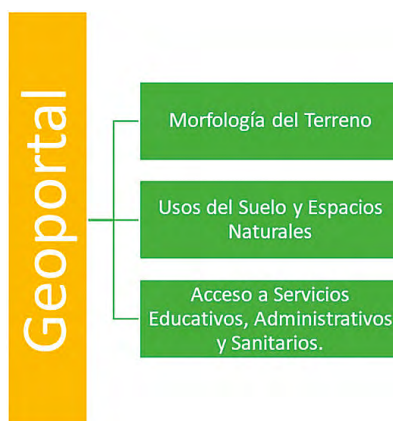 Geoportal
Morfología del Terreno
Usos del Suelo y Espacios
Naturales
Acceso a Servicios
Educativos, Administrativos
y Sanitarios.